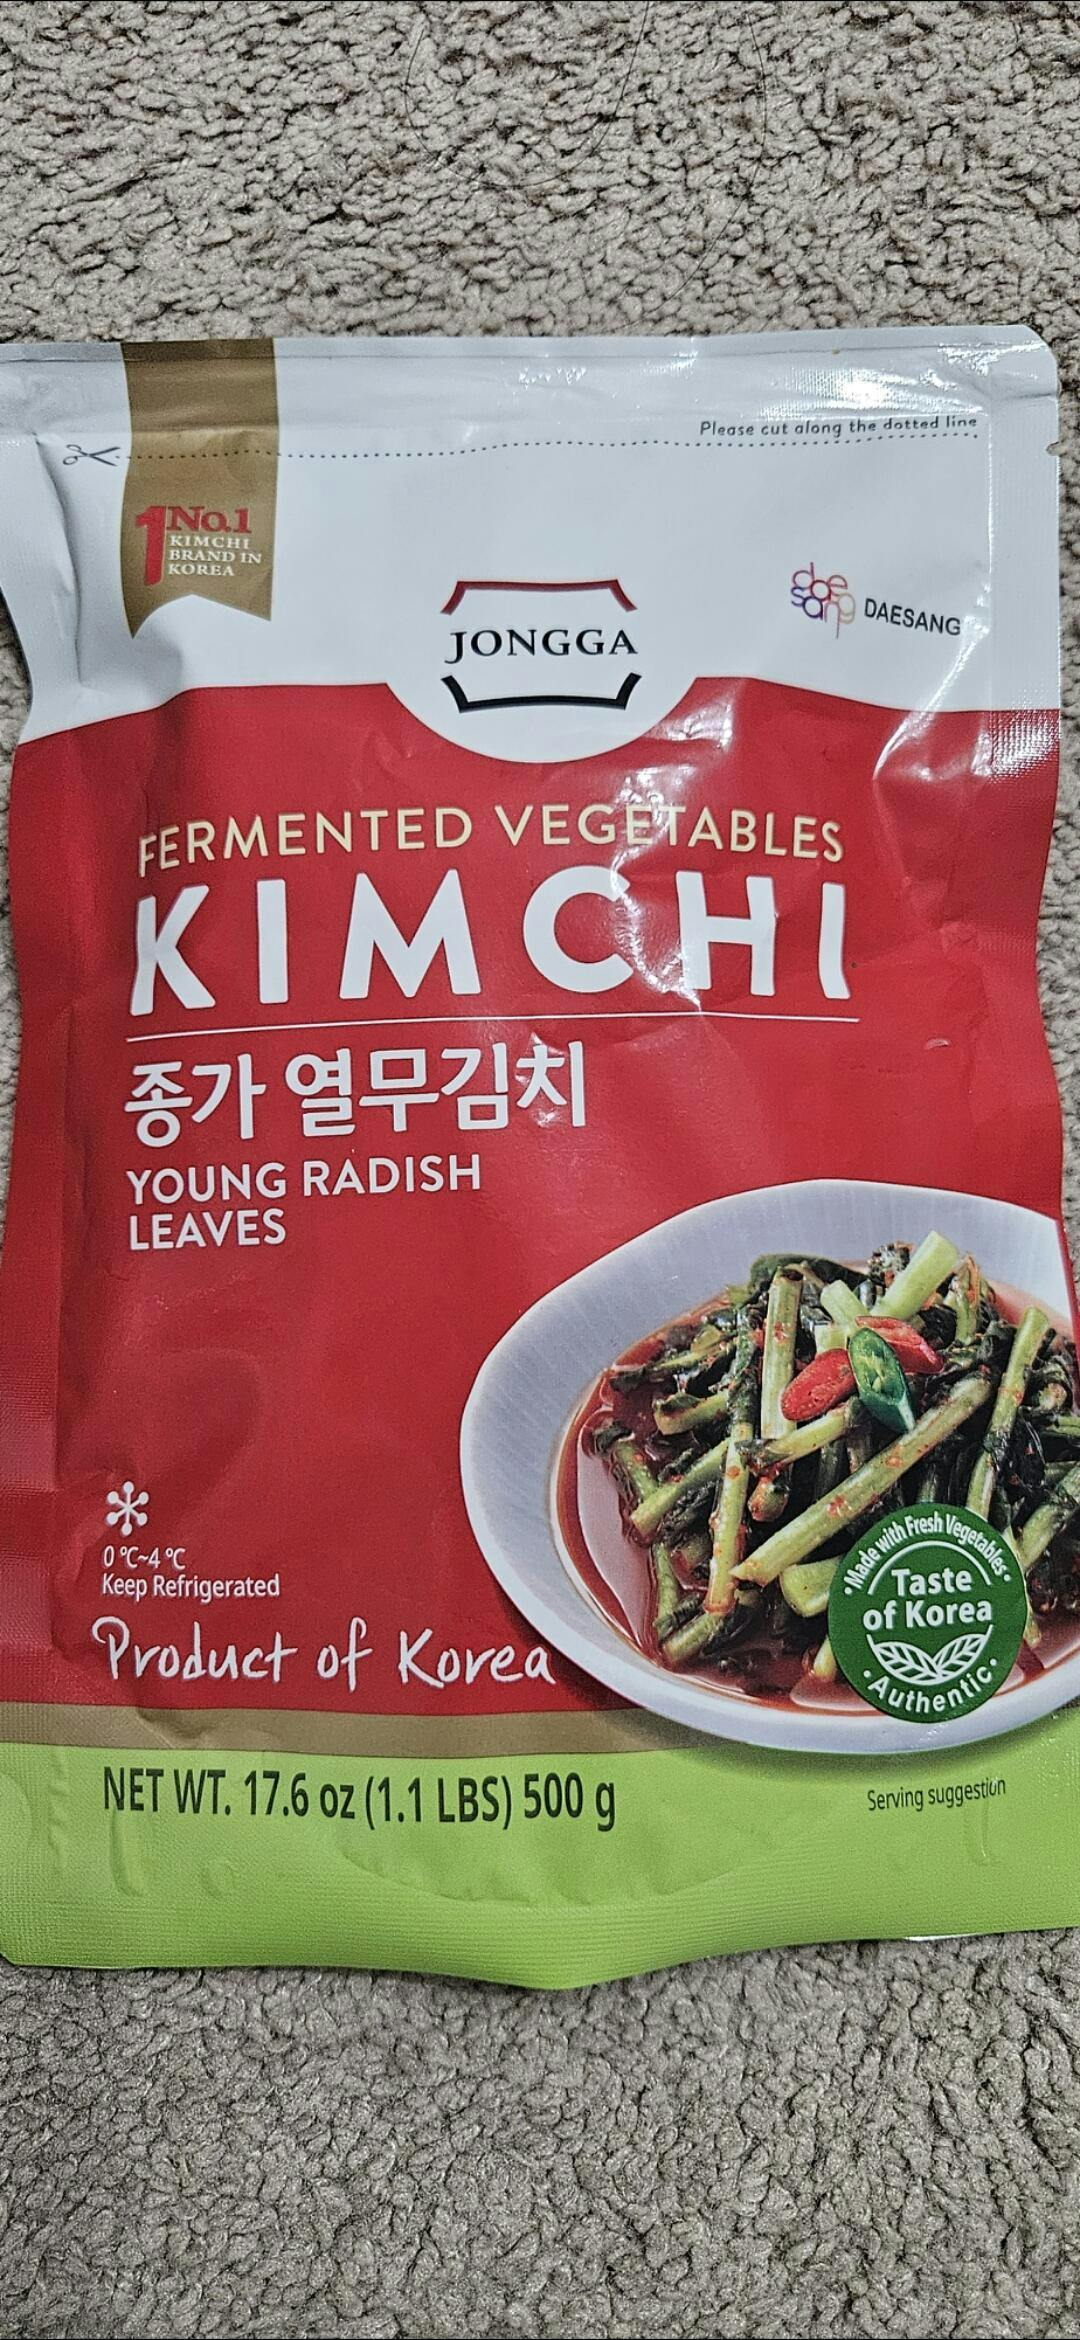 Please cut along the dotted line
1 No.1
KIMCHI
BRAND IN
KOREA
JONGGA
daesang DAESANG
FERMENTED VEGETABLES
KIMCHI
종가 열무김치
YOUNG RADISH
LEAVES
0 ℃~4 ℃
Keep Refrigerated
Product of Korea
Made with Fresh Vegetables
Taste
of Korea
Authentic
NET WT. 17.6 oz (1.1 LBS) 500 g
Serving suggestion